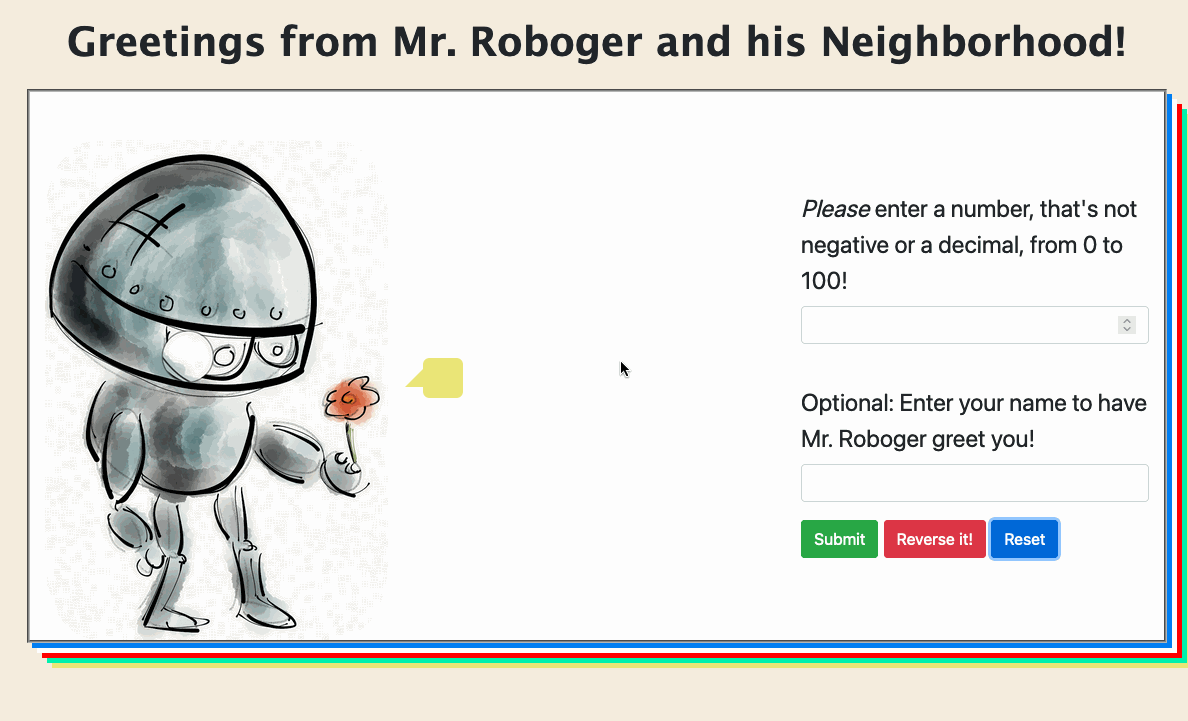 Greetings from Mr. Roboger and his Neighborhood!
Please enter a number, that's not
negative or a decimal, from 0 to
100!
Optional: Enter your name to have
Mr. Roboger greet you!
Submit Reverse it! Reset